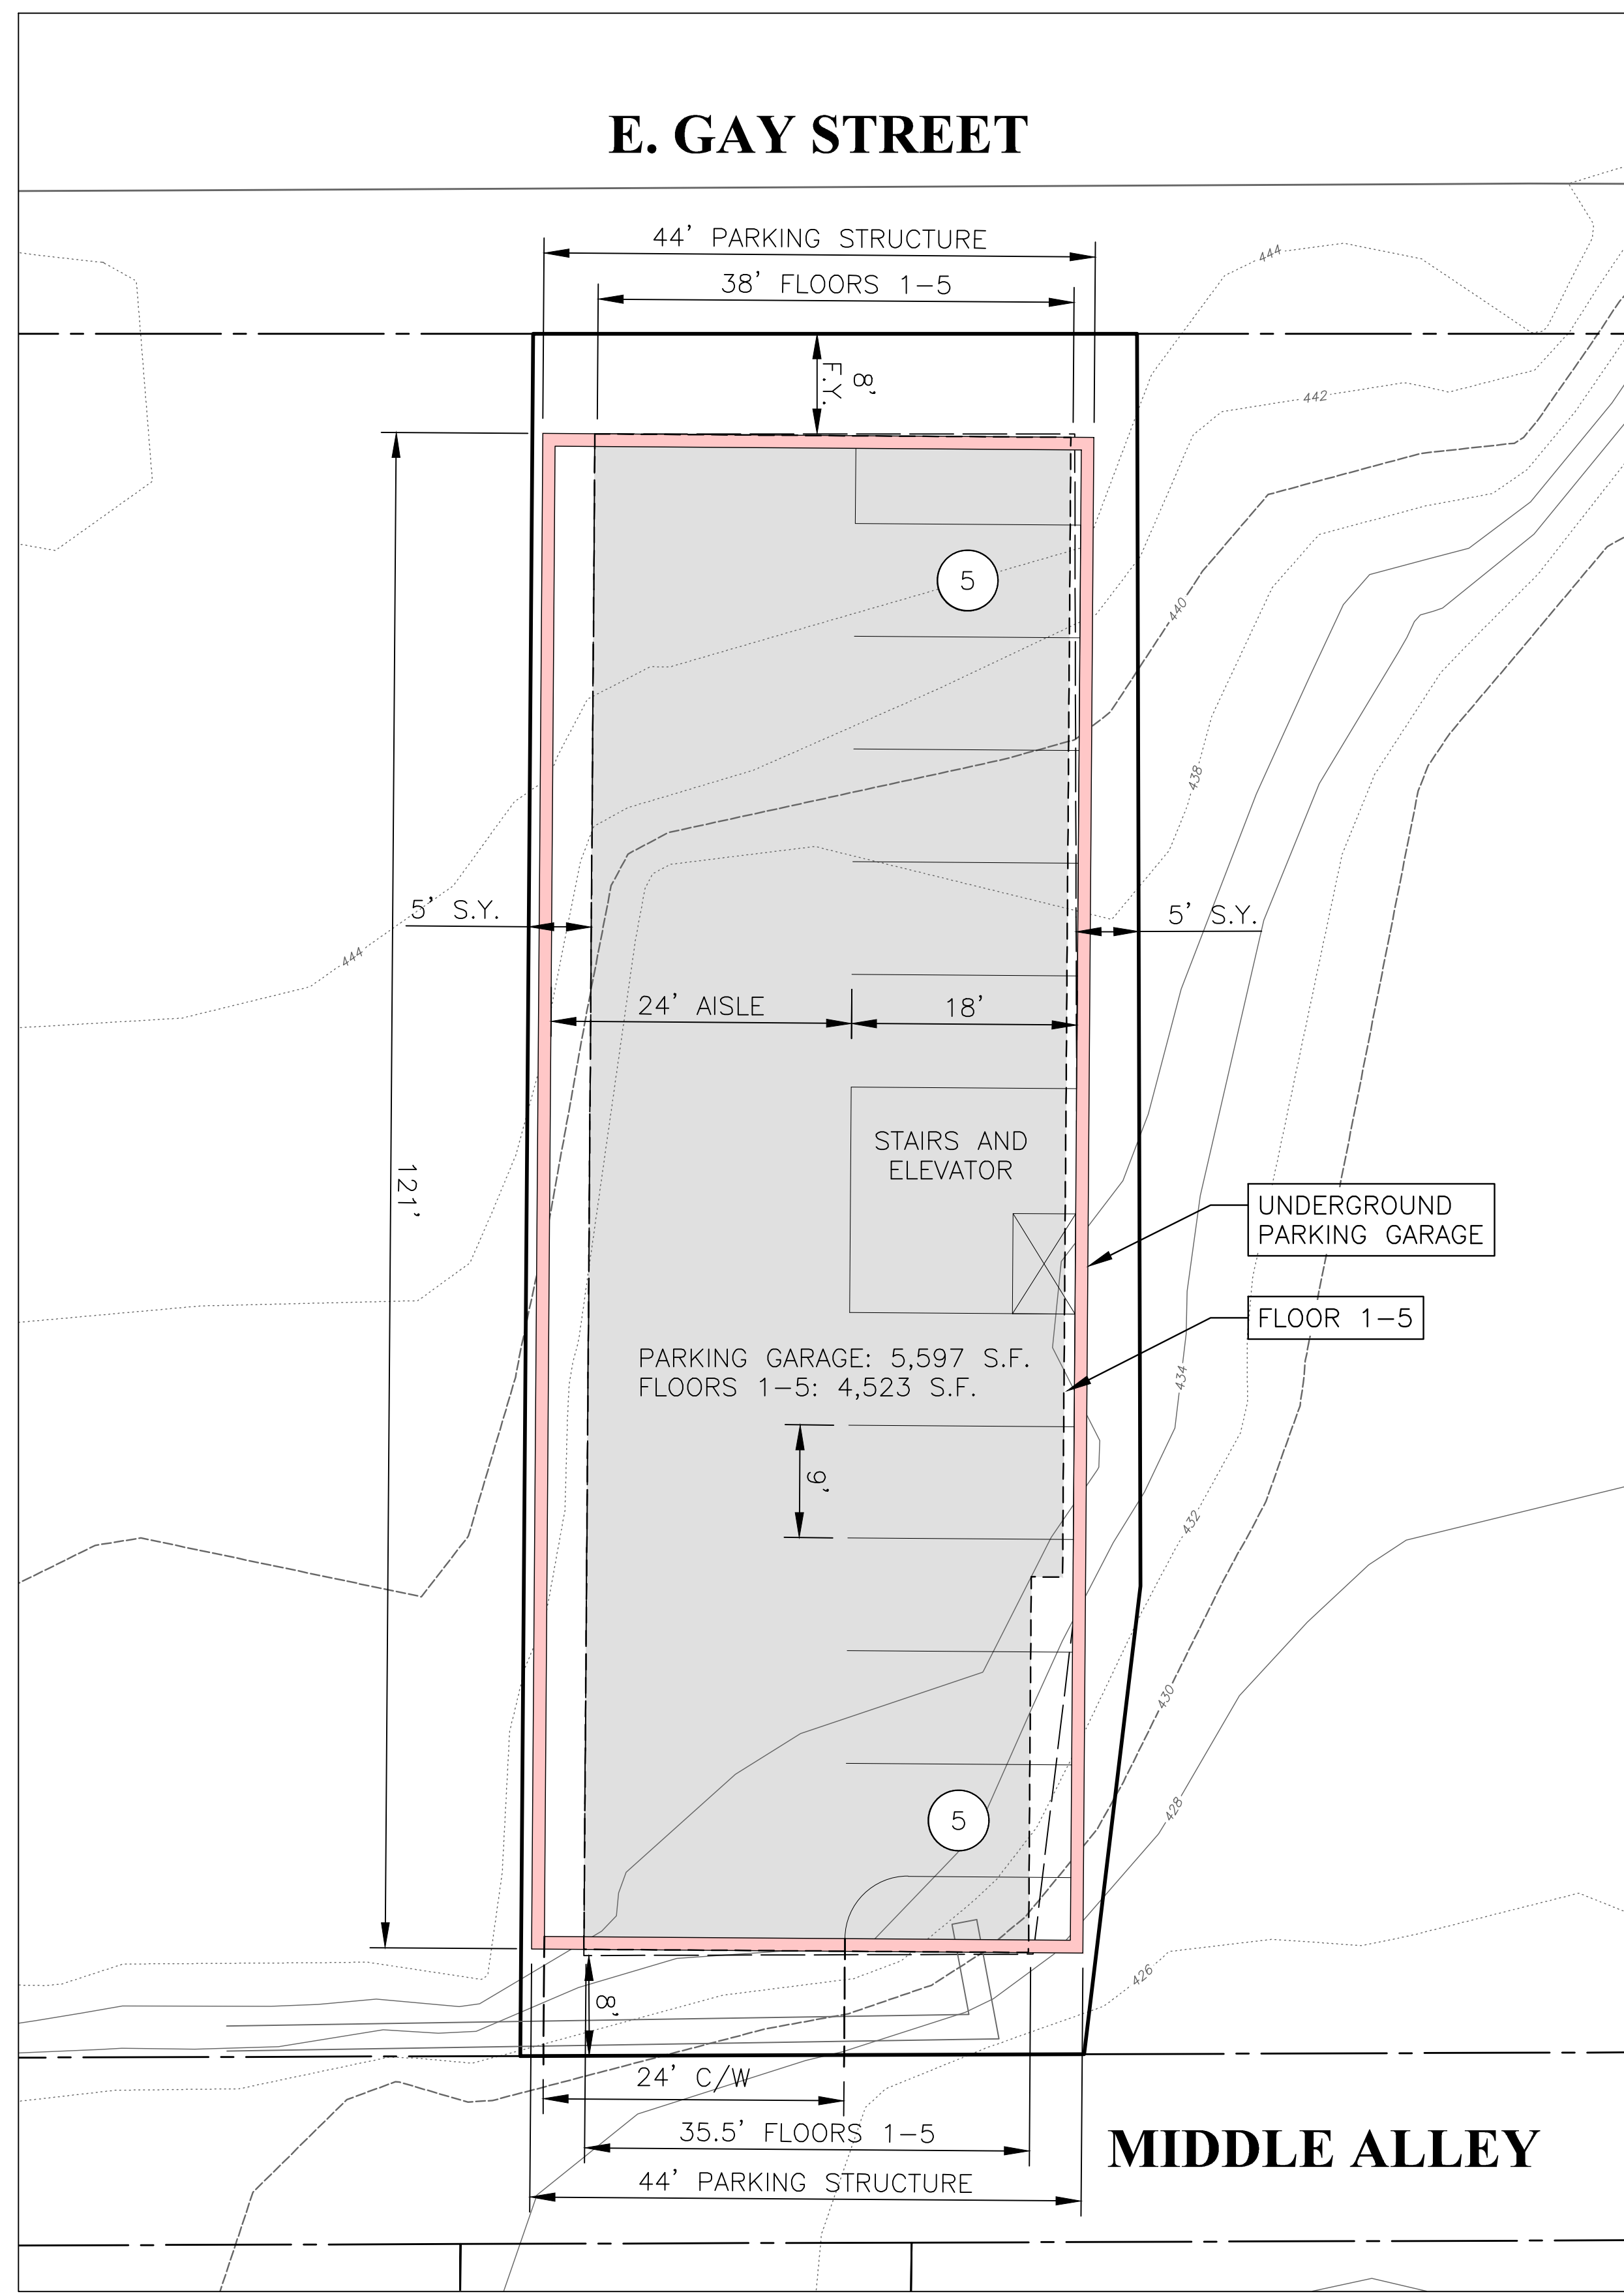 E. GAY STREET
44' PARKING STRUCTURE
38' FLOORS 1-5
444
8'
F.Y.
442
5
440
438
5' S.Y.
5' S.Y.
444
24' AISLE
18'
STAIRS AND
ELEVATOR
121'
UNDERGROUND
PARKING GARAGE
FLOOR 1-5
PARKING GARAGE: 5,597 S.F.
FLOORS 1-5: 4,523 S.F.
434
9'
432
430
428
5
426
8'
24' C/W
35.5' FLOORS 1-5
MIDDLE ALLEY
44' PARKING STRUCTURE